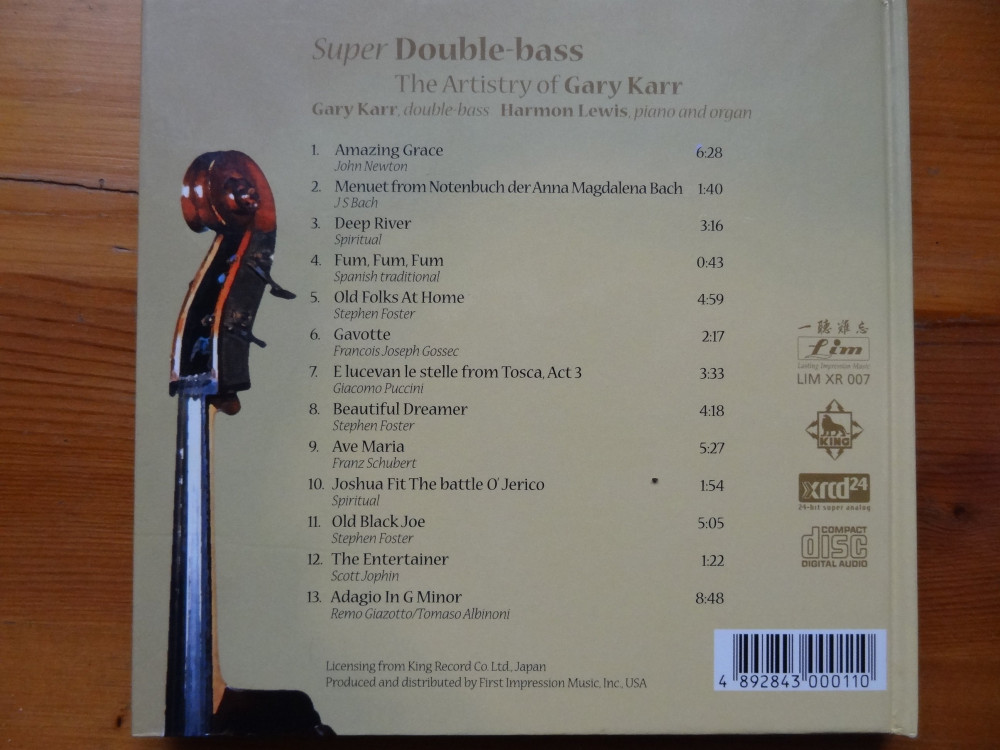 Super Double-bass
The Artistry of Gary Karr
Gary Karr, double-bass Harmon Lewis, piano and organ
1. Amazing Grace 6:28
John Newton
2. Menuet from Notenbuch der Anna Magdalena Bach 1:40
J S Bach
3. Deep River 3:16
Spiritual
4. Fum, Fum, Fum 0:43
Spanish traditional
5. Old Folks At Home 4:59
Stephen Foster
6. Gavotte 2:17
Francois Joseph Gossec
7. E lucevan le stelle from Tosca, Act 3 3:33
Giacomo Puccini
8. Beautiful Dreamer 4:18
Stephen Foster
9. Ave Maria 5:27
Franz Schubert
10. Joshua Fit The battle O' Jerico 1:54
Spiritual
11. Old Black Joe 5:05
Stephen Foster
12. The Entertainer 1:22
Scott Jophin
13. Adagio In G Minor 8:48
Remo Giazotto/Tomaso Albinoni
Licensing from King Record Co. Ltd., Japan
Produced and distributed by First Impression Music, Inc., USA
一聽難忘
Lim
Lasting Impression Music
LIM XR 007
KING
xrcd24
24-bit super analog
COMPACT
disc
DIGITAL AUDIO
4 892843 000110